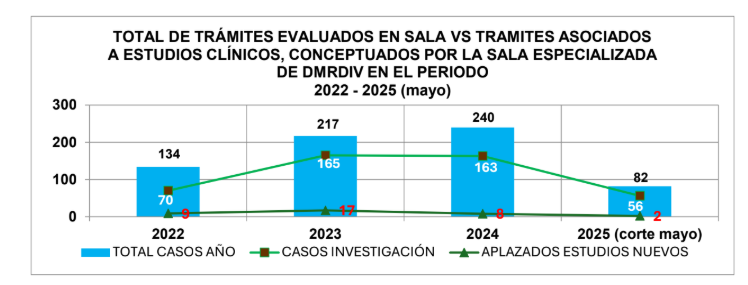 TOTAL DE TRÁMITES EVALUADOS EN SALA VS TRAMITES ASOCIADOS
A ESTUDIOS CLÍNICOS, CONCEPTUADOS POR LA SALA ESPECIALIZADA
DE DMRDIV EN EL PERIODO
2022 - 2025 (mayo)
300
200
100
0
134
217
240
82
70
165
163
56
9
17
8
2
2022
2023
2024
2025 (corte mayo)
TOTAL CASOS AÑO
CASOS INVESTIGACIÓN
APLAZADOS ESTUDIOS NUEVOS